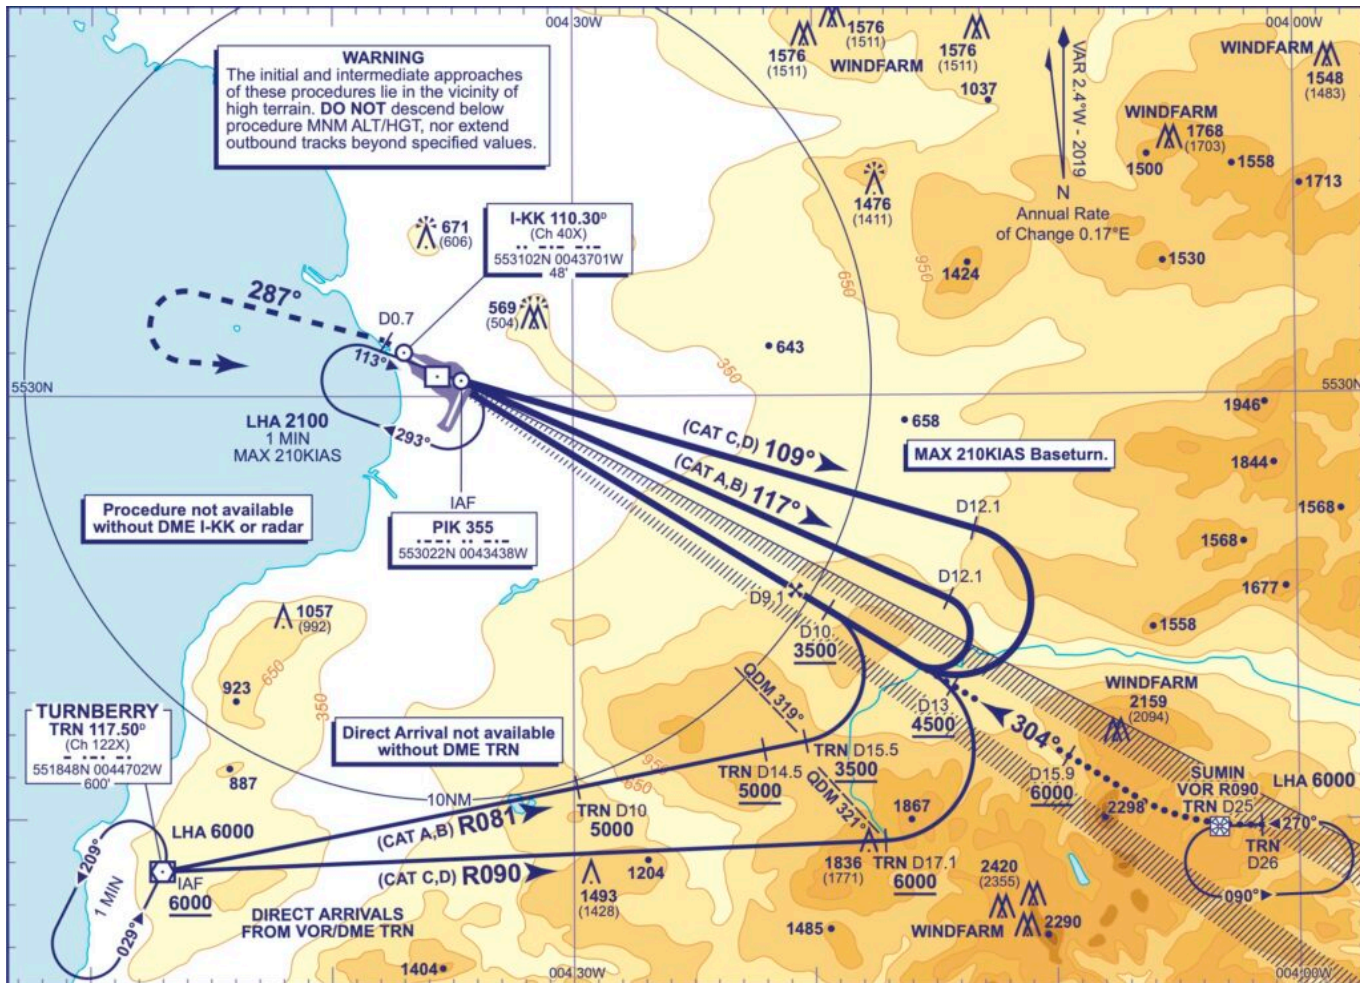 004°30'W
004°00'W
WARNING
The initial and intermediate approaches
of these procedures lie in the vicinity of
high terrain. DO NOT descend below
procedure MNM ALT/HGT, nor extend
outbound tracks beyond specified values.
1576
(1511)
1576
(1511)
WINDFARM
1576
(1511)
1037
VAR 2.4°W - 2019
N
Annual Rate
of Change 0.17°E
WINDFARM
1548
(1483)
WINDFARM
1768
(1703)
1500
1558
1713
1476
(1411)
671
(606)
I-KK 110.30D
(Ch 40X)
553102N 0043701W
48'
1424
950
650
1530
287°
D0.7
569
(504)
643
350
113°
5530N
5530N
LHA 2100
1 MIN
MAX 210KIAS
293°
(CAT C,D) 109°
658
1946
(CAT A,B) 117°
MAX 210KIAS Baseturn.
1844
Procedure not available
without DME I-KK or radar
IAF
PIK 355
553022N 0043438W
D12.1
1568
1568
D12.1
1677
D9.1
D10
3500
1558
1057
(992)
650
923
350
QDM 319°
D13
4500
WINDFARM
2159
(2094)
TURNBERRY
TRN 117.50D
(Ch 122X)
551848N 0044702W
600'
Direct Arrival not available
without DME TRN
304°
950
TRN D15.5
3500
TRN D14.5
5000
D15.9
6000
SUMIN
VOR R090
TRN D25
LHA 6000
887
10NM
650
QDM 321°
1867
2298
270°
LHA 6000
TRN D10
5000
(CAT A,B) R081
TRN
D26
209°
1 MIN
029°
IAF
6000
(CAT C,D) R090
1493
(1428)
1204
1836
(1771)
TRN D17.1
6000
2420
(2355)
090°
DIRECT ARRIVALS
FROM VOR/DME TRN
1485
WINDFARM
2290
1404
004°30'W
004°00'W